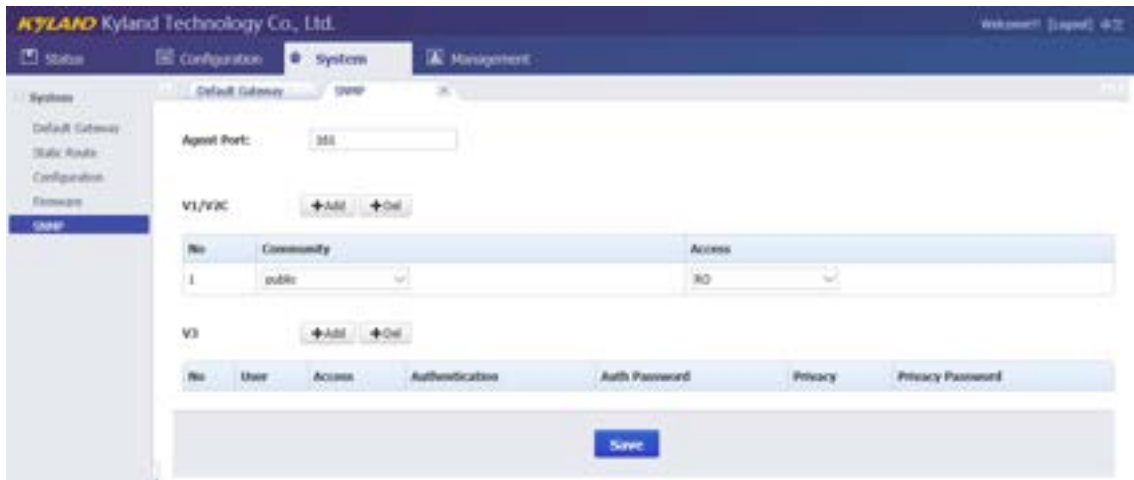 KYLAND Kyland Technology Co., Ltd.
Welcome!!! [Logout] 中文
Status Configuration System Management
System
Default Gateway SNMP
Default Gateway
Static Route
Configuration
Firmware
SNMP
Agent Port: 161
V1/V2C +Add +Del
No Community Access
1 public RO
V3 +Add +Del
No User Access Authentication Auth Password Privacy Privacy Password
Save